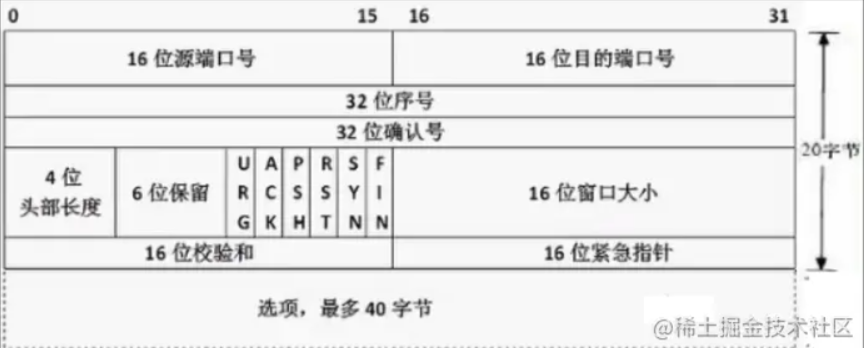 0 15 16 31
16 位源端口号 16 位目的端口号
32 位序号
32 位确认号
20字节
4 位
头部长度
6 位保留
URG
ACK
PSH
RST
SYN
FIN
16 位窗口大小
16 位校验和 16 位紧急指针
选项，最多 40 字节
@稀土掘金技术社区